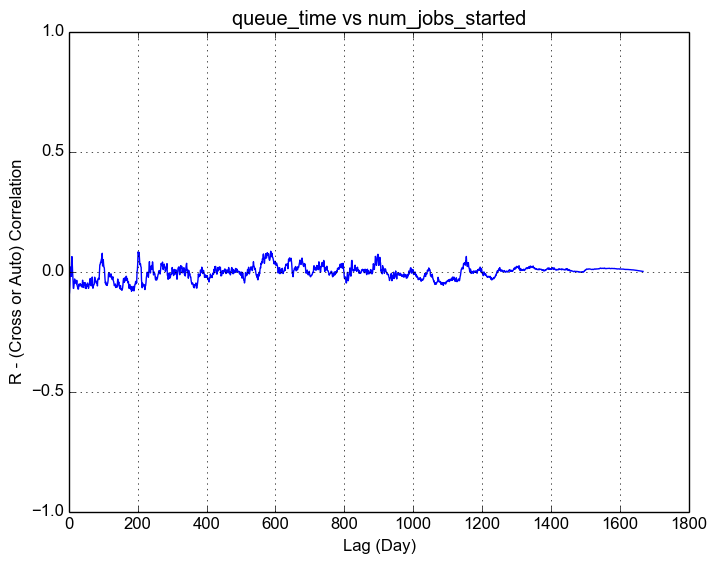 queue_time vs num_jobs_started
1.0
0.5
0.0
−0.5
−1.0
R - (Cross or Auto) Correlation
0 200 400 600 800 1000 1200 1400 1600 1800
Lag (Day)